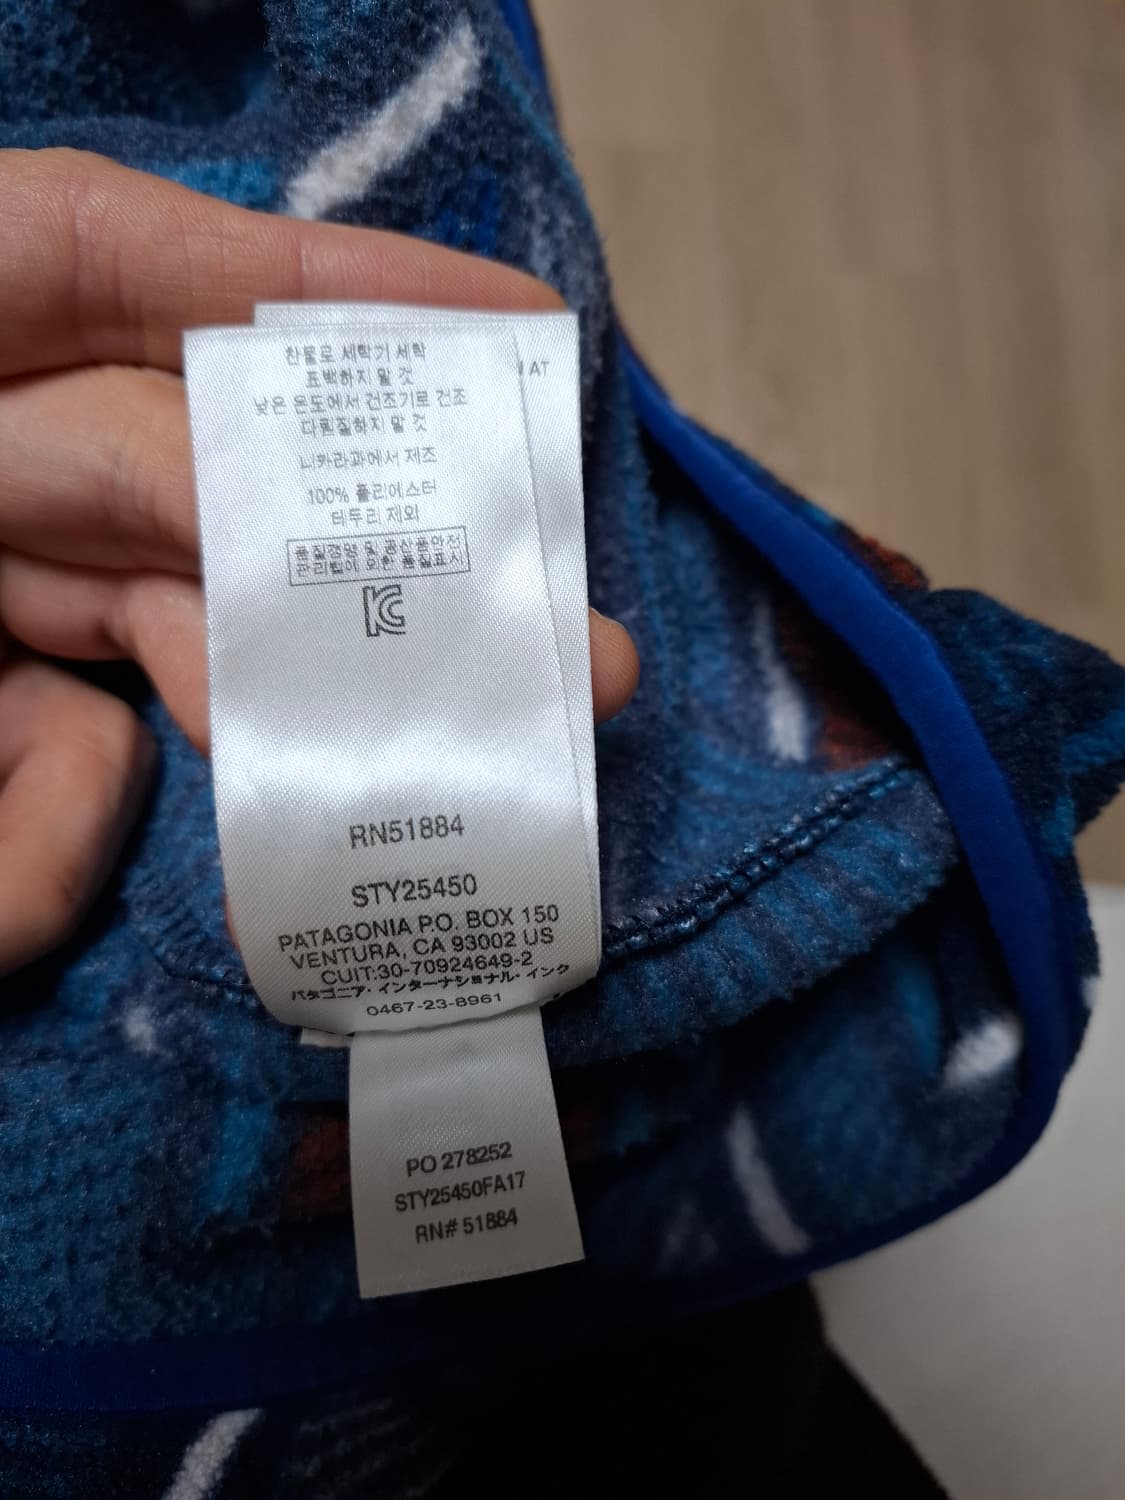 찬물로 세탁기 세탁
표백하지 말 것
낮은 온도에서 건조기로 건조
다림질하지 말 것
니카라과에서 제조
100% 폴리에스터
테두리 제외
품질경영 및 공산품안전
관리법에 의한 품질표시
KC
AT
RN51884
STY25450
PATAGONIA P.O. BOX 150
VENTURA, CA 93002 US
CUIT:30-70924649-2
パタゴニア・インターナショナル・インク
0467-23-8961
PO 278252
STY25450FA17
RN# 51884